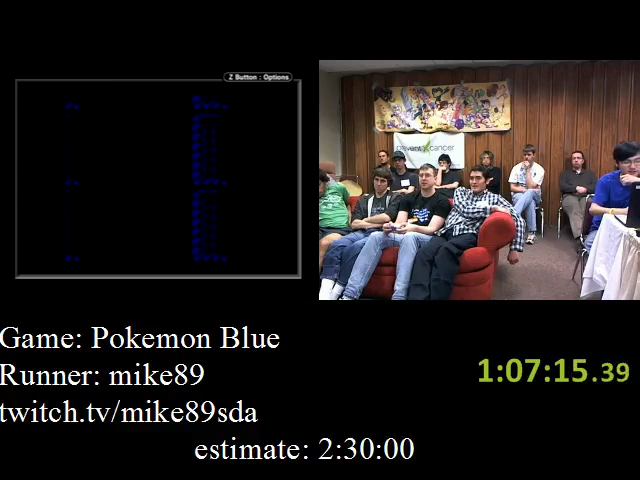 Z Button : Options
prevent cancer
Game: Pokemon Blue
Runner: mike89
1:07:15.39
twitch.tv/mike89sda
estimate: 2:30:00